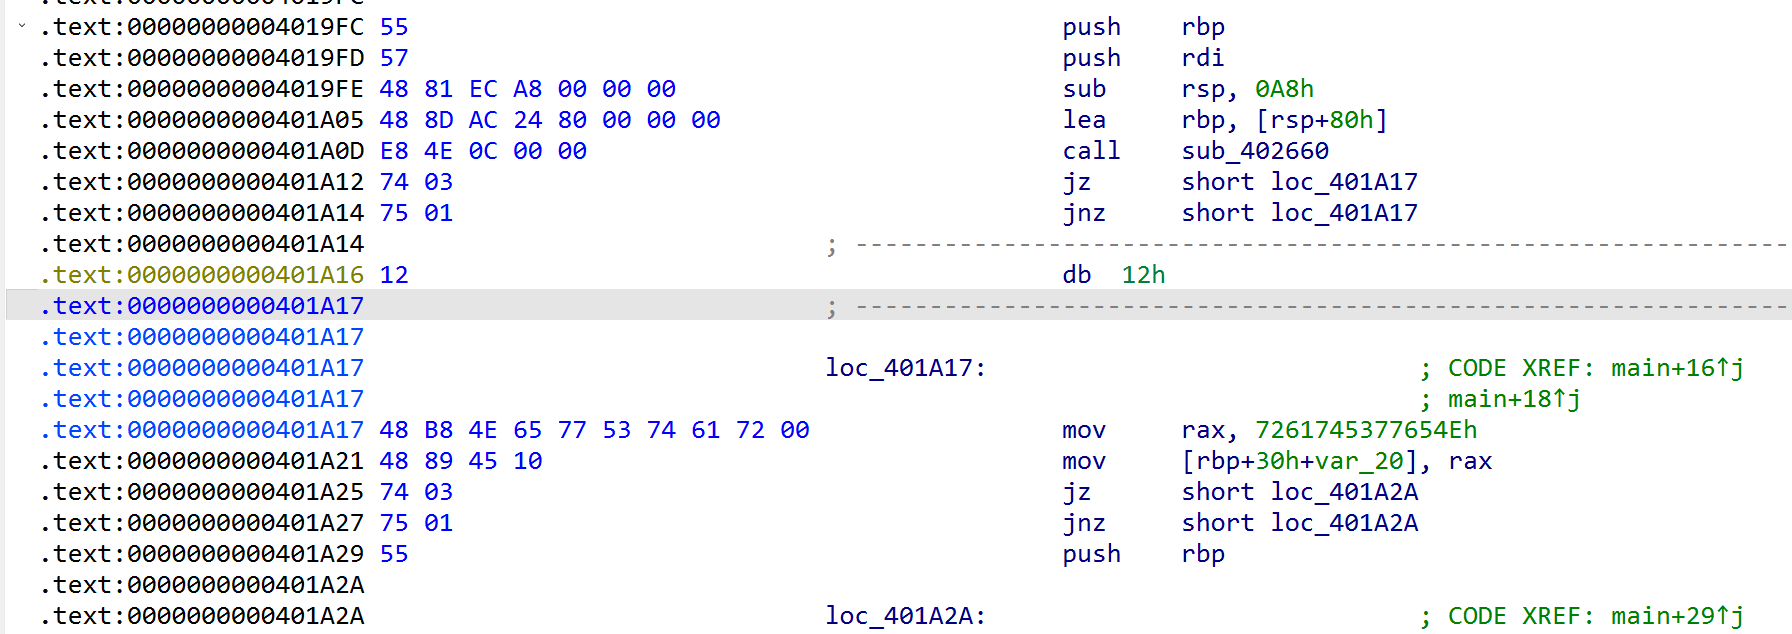 .text:00000000004019FC 55 push rbp
.text:00000000004019FD 57 push rdi
.text:00000000004019FE 48 81 EC A8 00 00 00 sub rsp, 0A8h
.text:0000000000401A05 48 8D AC 24 80 00 00 00 lea rbp, [rsp+80h]
.text:0000000000401A0D E8 4E 0C 00 00 call sub_402660
.text:0000000000401A12 74 03 jz short loc_401A17
.text:0000000000401A14 75 01 jnz short loc_401A17
.text:0000000000401A14 ; ---------------------------------------------------------------
.text:0000000000401A16 12 db 12h
.text:0000000000401A17 ; ---------------------------------------------------------------
.text:0000000000401A17
.text:0000000000401A17 loc_401A17: ; CODE XREF: main+16↑j
.text:0000000000401A17 ; main+18↑j
.text:0000000000401A17 48 B8 4E 65 77 53 74 61 72 00 mov rax, 7261745377654Eh
.text:0000000000401A21 48 89 45 10 mov [rbp+30h+var_20], rax
.text:0000000000401A25 74 03 jz short loc_401A2A
.text:0000000000401A27 75 01 jnz short loc_401A2A
.text:0000000000401A29 55 push rbp
.text:0000000000401A2A
.text:0000000000401A2A loc_401A2A: ; CODE XREF: main+29↑j